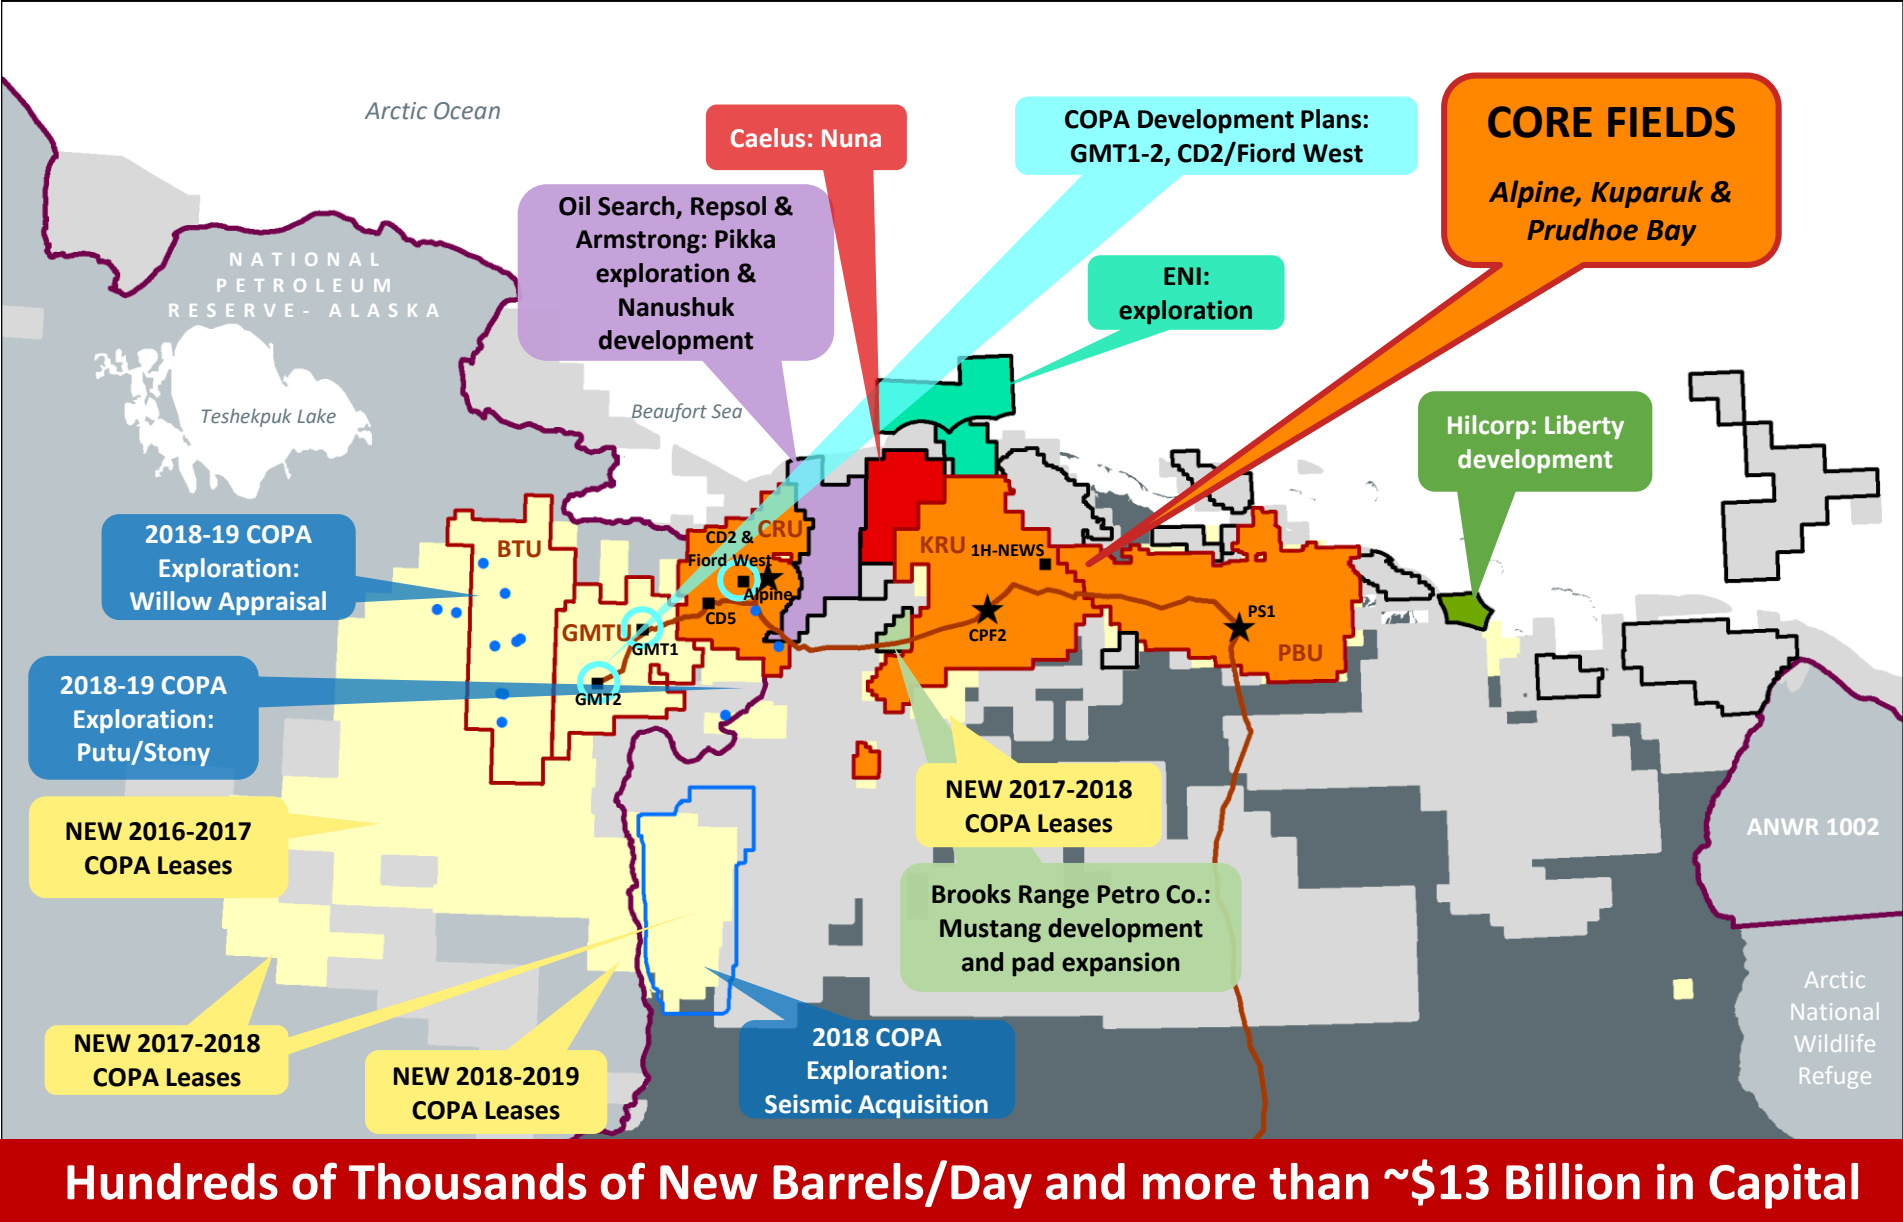 Arctic Ocean
Caelus: Nuna
COPA Development Plans:
GMT1-2, CD2/Fiord West
CORE FIELDS
Alpine, Kuparuk &
Prudhoe Bay
Oil Search, Repsol &
Armstrong: Pikka
exploration &
Nanushuk
development
NATIONAL
PETROLEUM
RESERVE- ALASKA
ENI:
exploration
Teshekpuk Lake
Beaufort Sea
Hilcorp: Liberty
development
2018-19 COPA
Exploration:
Willow Appraisal
BTU
CRU
CD2 &
Fiord West
Alpine
CD5
KRU
1H-NEWS
CPF2
PS1
PBU
GMTU
GMT1
GMT2
2018-19 COPA
Exploration:
Putu/Stony
NEW 2016-2017
COPA Leases
NEW 2017-2018
COPA Leases
ANWR 1002
Brooks Range Petro Co.:
Mustang development
and pad expansion
Arctic
National
Wildlife
Refuge
NEW 2017-2018
COPA Leases
NEW 2018-2019
COPA Leases
2018 COPA
Exploration:
Seismic Acquisition
Hundreds of Thousands of New Barrels/Day and more than ~$13 Billion in Capital